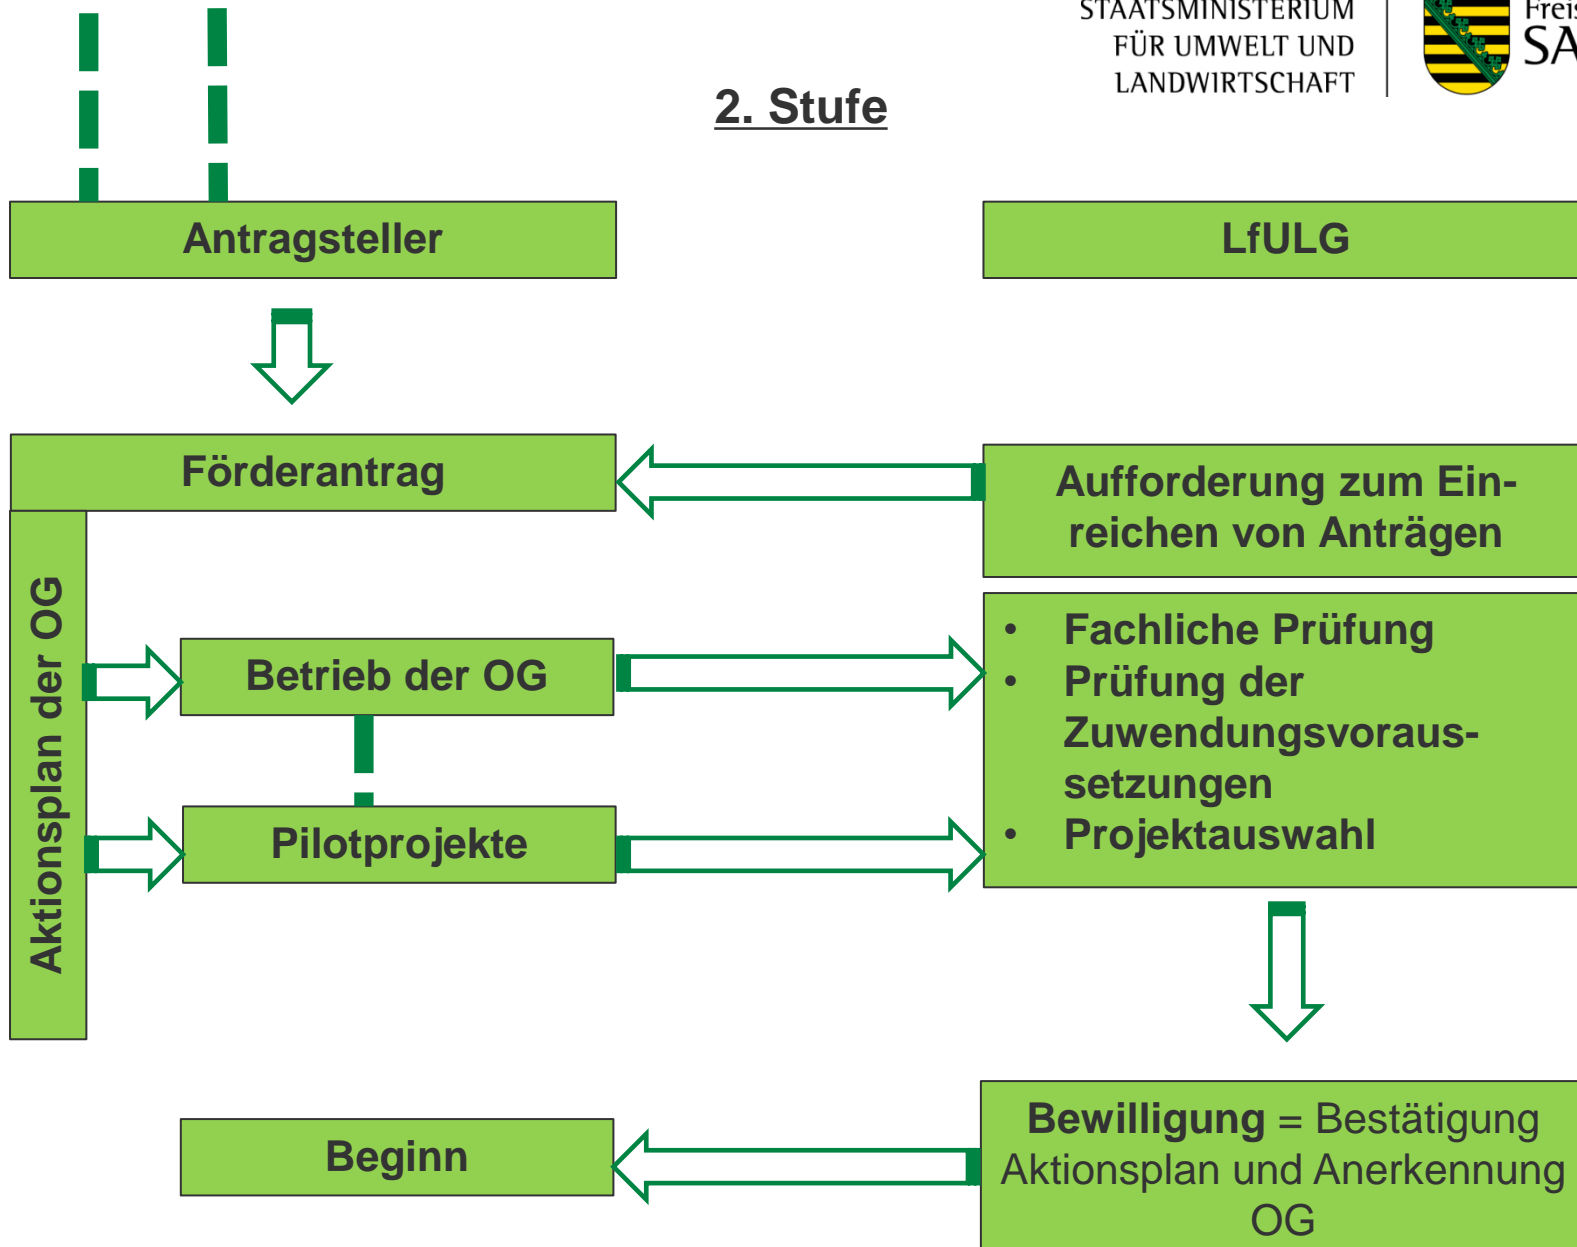 STAATSMINISTERIUM
FÜR UMWELT UND
LANDWIRTSCHAFT
2. Stufe
Antragsteller
LfULG
Förderantrag
Aufforderung zum Ein-
reichen von Anträgen
Aktionsplan der OG
Betrieb der OG
Pilotprojekte
• Fachliche Prüfung
• Prüfung der
Zuwendungsvoraus-
setzungen
• Projektauswahl
Beginn
Bewilligung = Bestätigung
Aktionsplan und Anerkennung
OG